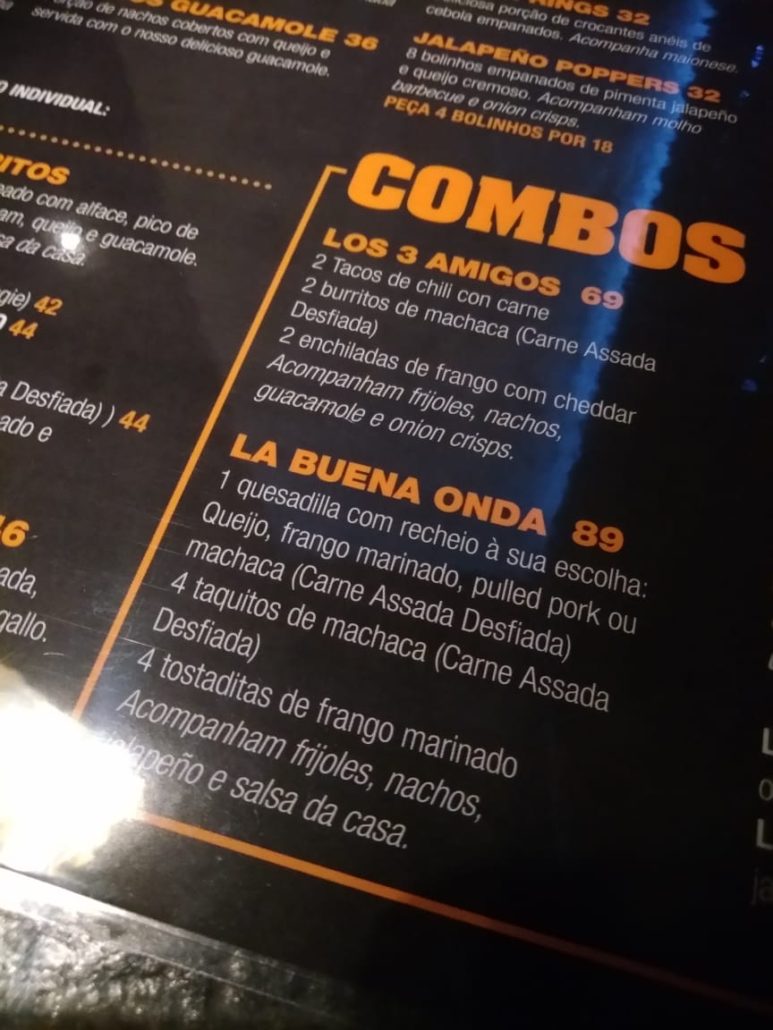 GUACAMOLE 36
de nachos cobertos com queijo e
servida com o nosso delicioso guacamole.
INDIVIDUAL:
alface, pico de
e guacamole.
da casa.
42
44
Desfiada) ) 44
e
RINGS 32
porção de crocantes anéis de
cebola empanados. Acompanha maionese.
JALAPEÑO POPPERS 32
8 bolinhos empanados de pimenta jalapeño
e queijo cremoso. Acompanham molho
barbecue e onion crisps.
PEÇA 4 BOLINHOS POR 18
COMBOS
LOS 3 AMIGOS 69
2 Tacos de chili con carne
2 burritos de machaca (Carne Assada
Desfiada)
2 enchiladas de frango com cheddar
Acompanham frijoles, nachos,
guacamole e onion crisps.
LA BUENA ONDA 89
1 quesadilla com recheio à sua escolha:
Queijo, frango marinado, pulled pork ou
machaca (Carne Assada Desfiada)
4 taquitos de machaca (Carne Assada
Desfiada)
4 tostaditas de frango marinado
Acompanham frijoles, nachos,
jalapeño e salsa da casa.